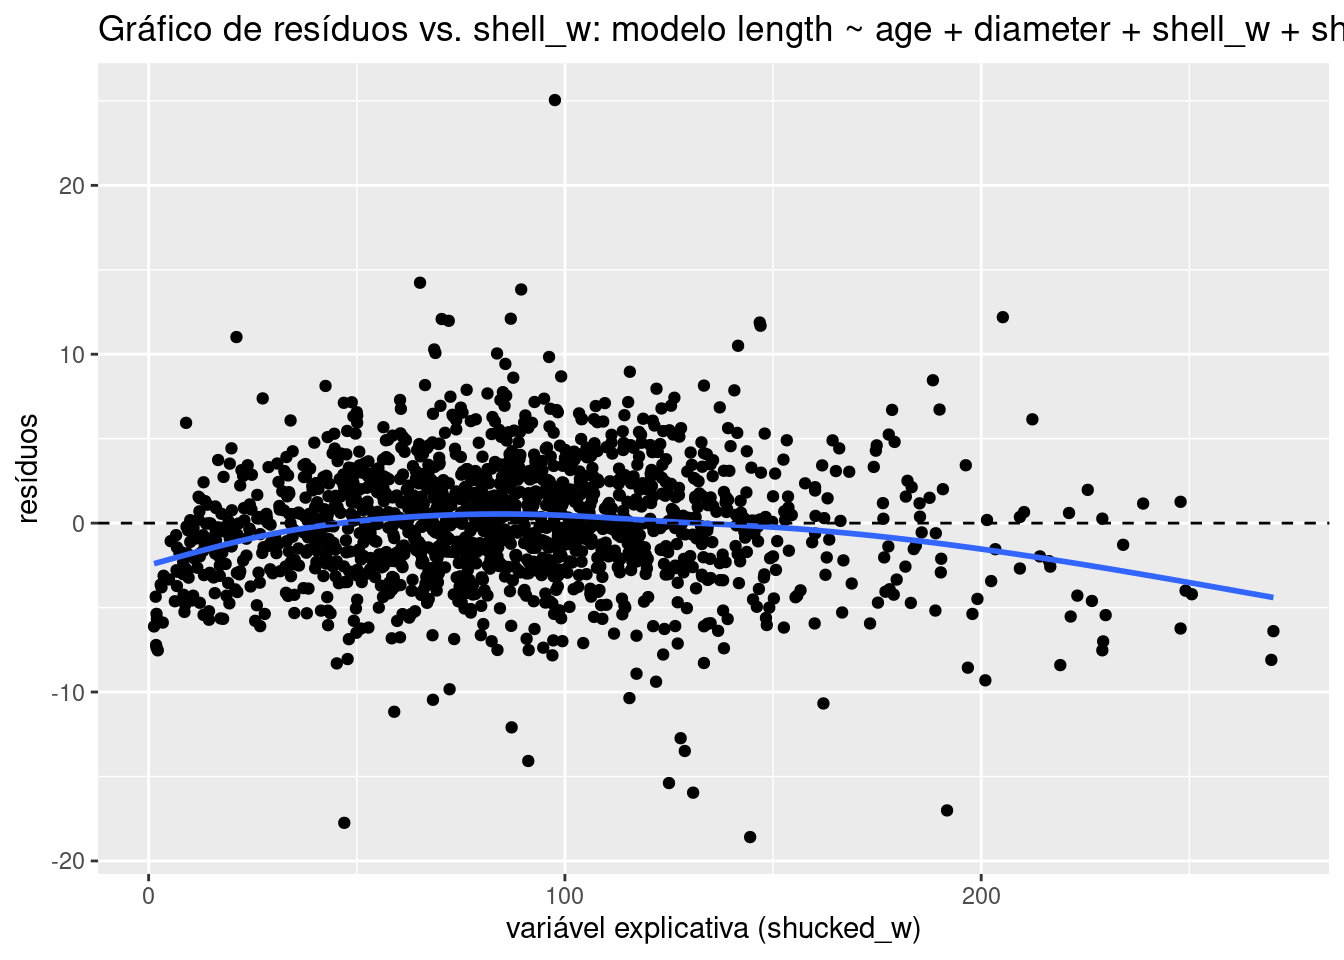 Gráfico de resíduos vs. shell_w: modelo length ~ age + diameter + shell_w + sh
20
10
0
-10
-20
resíduos
0
100
200
variável explicativa (shucked_w)